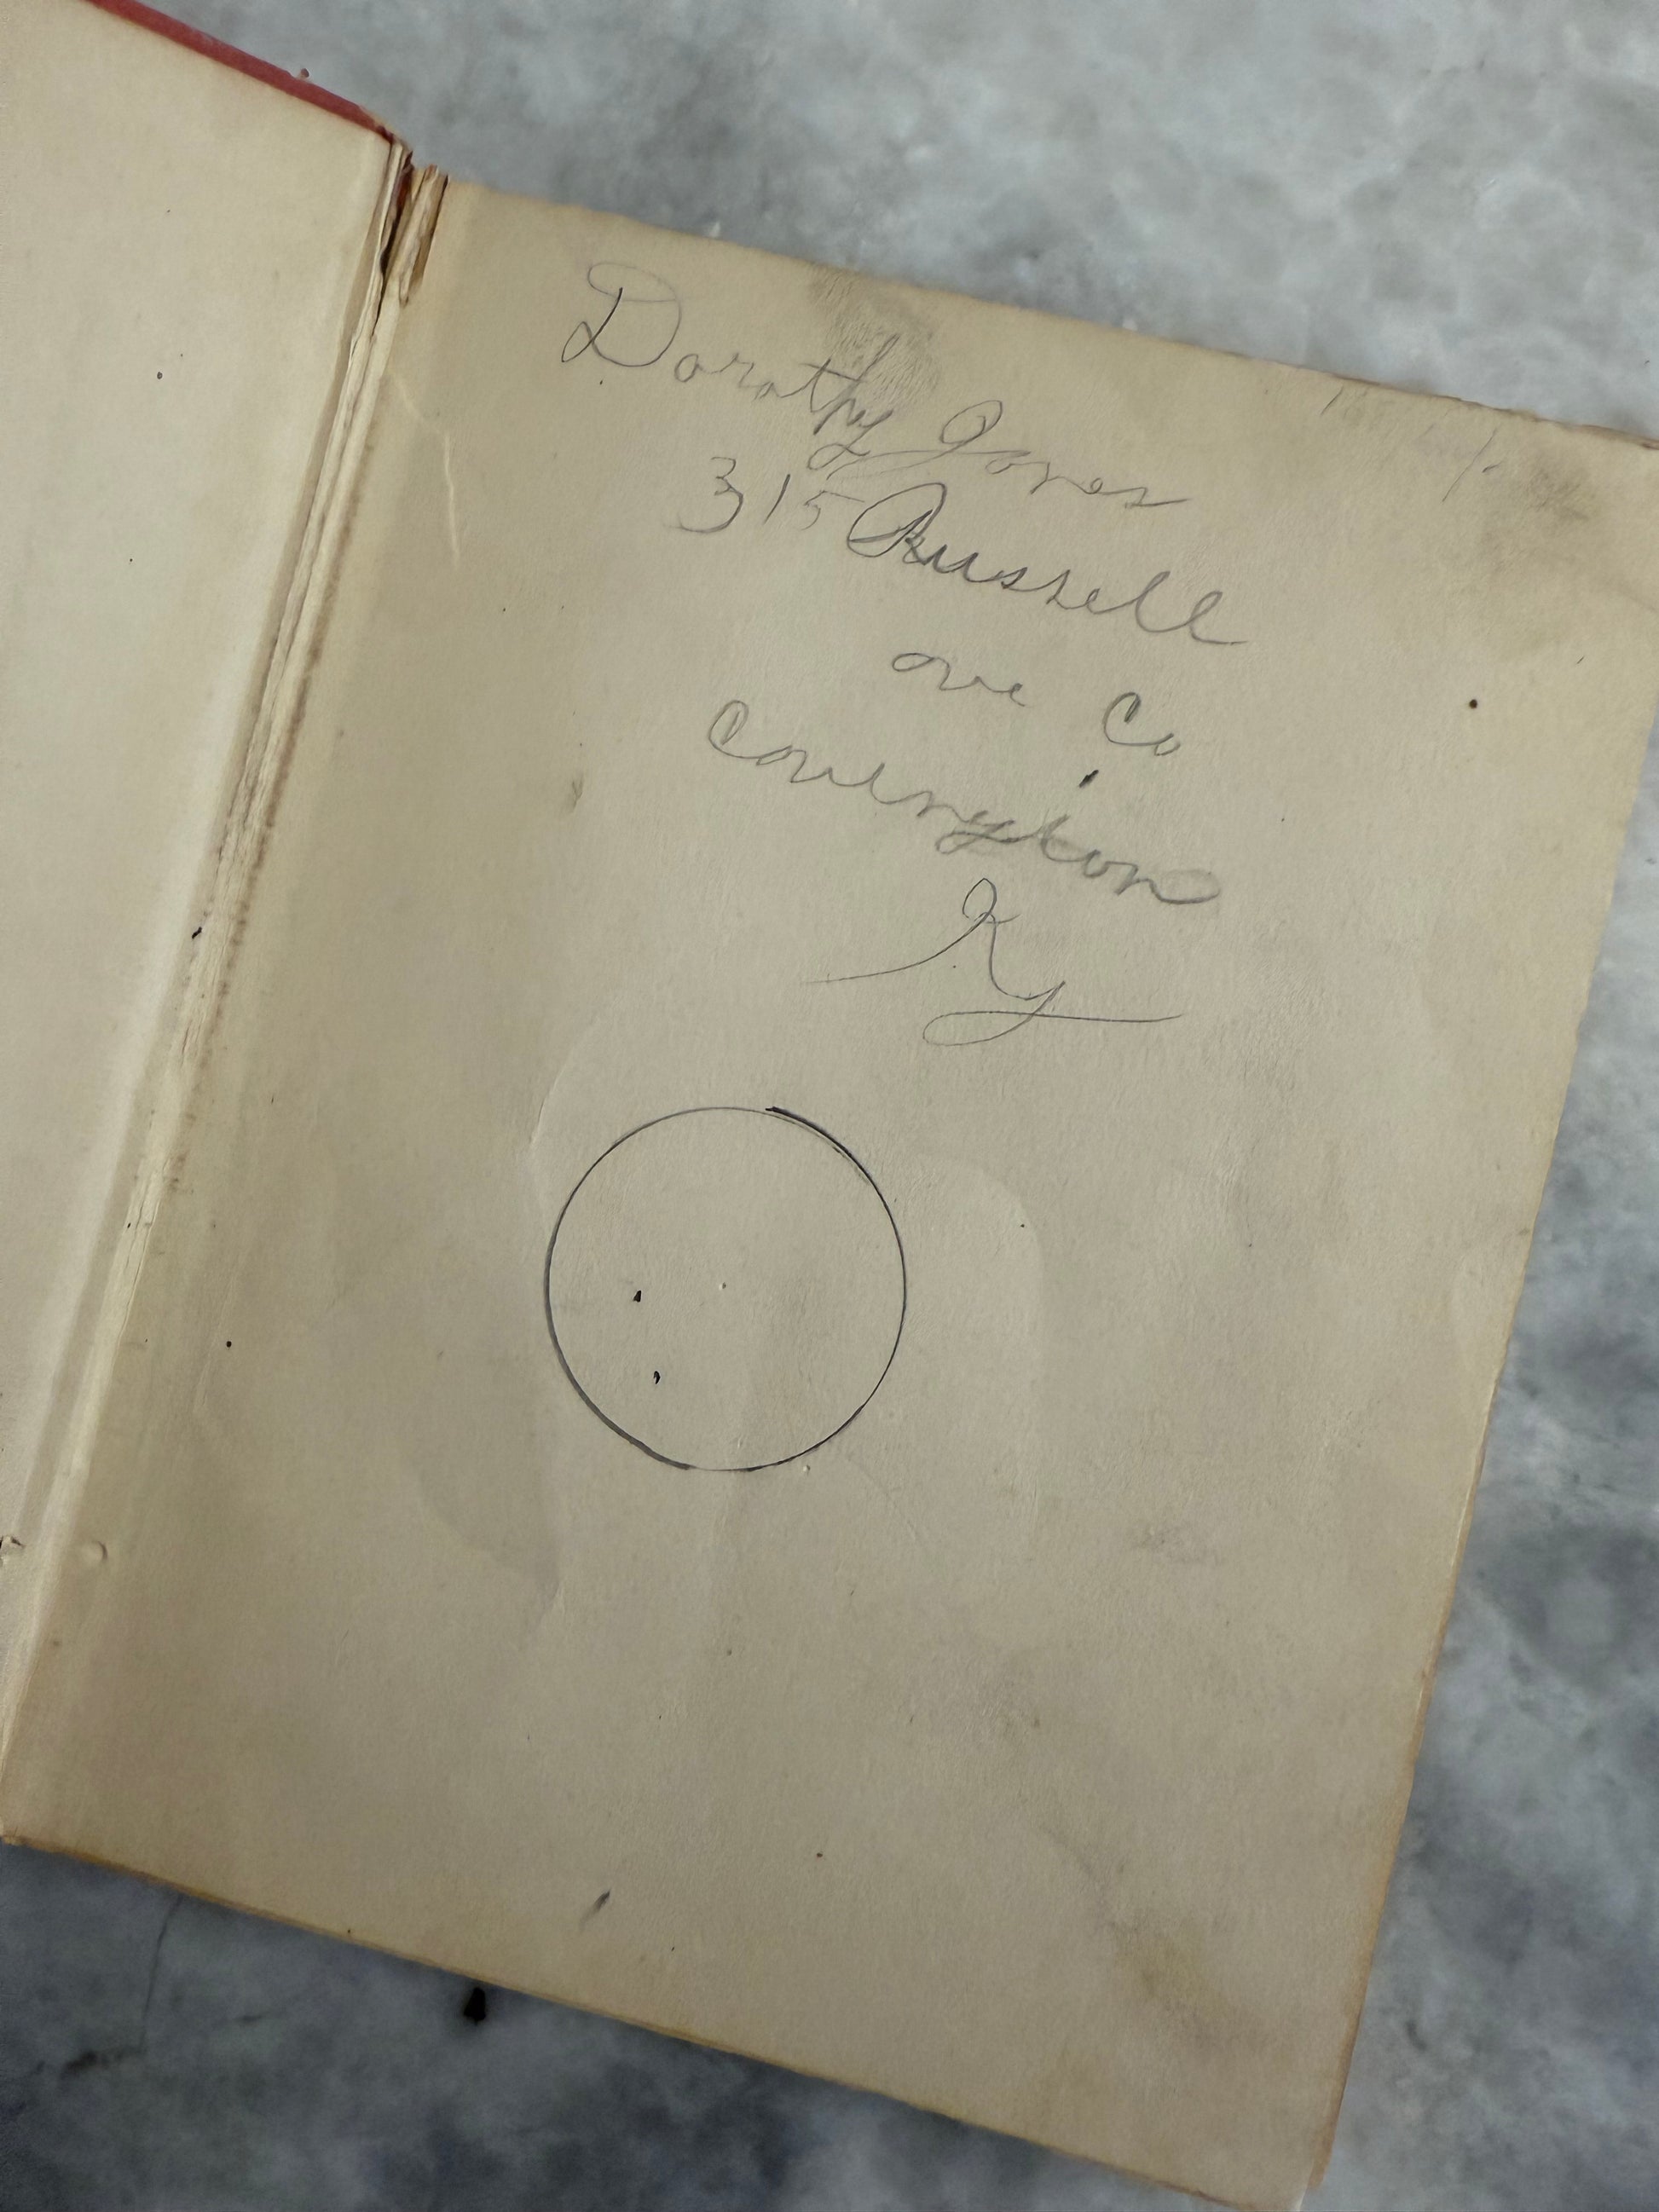 Dorothy Jones
315 Russell
ave Co
Covington
Ky